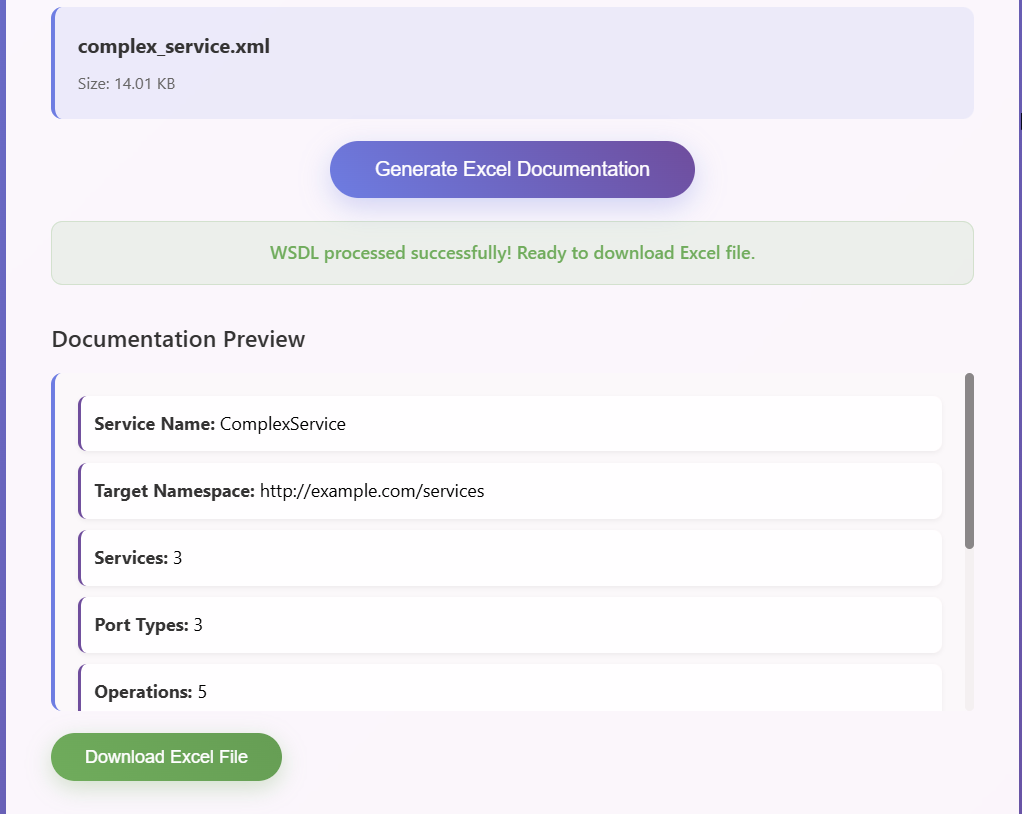 complex_service.xml
Size: 14.01 KB
Generate Excel Documentation
WSDL processed successfully! Ready to download Excel file.
Documentation Preview
Service Name: ComplexService
Target Namespace: http://example.com/services
Services: 3
Port Types: 3
Operations: 5
Download Excel File